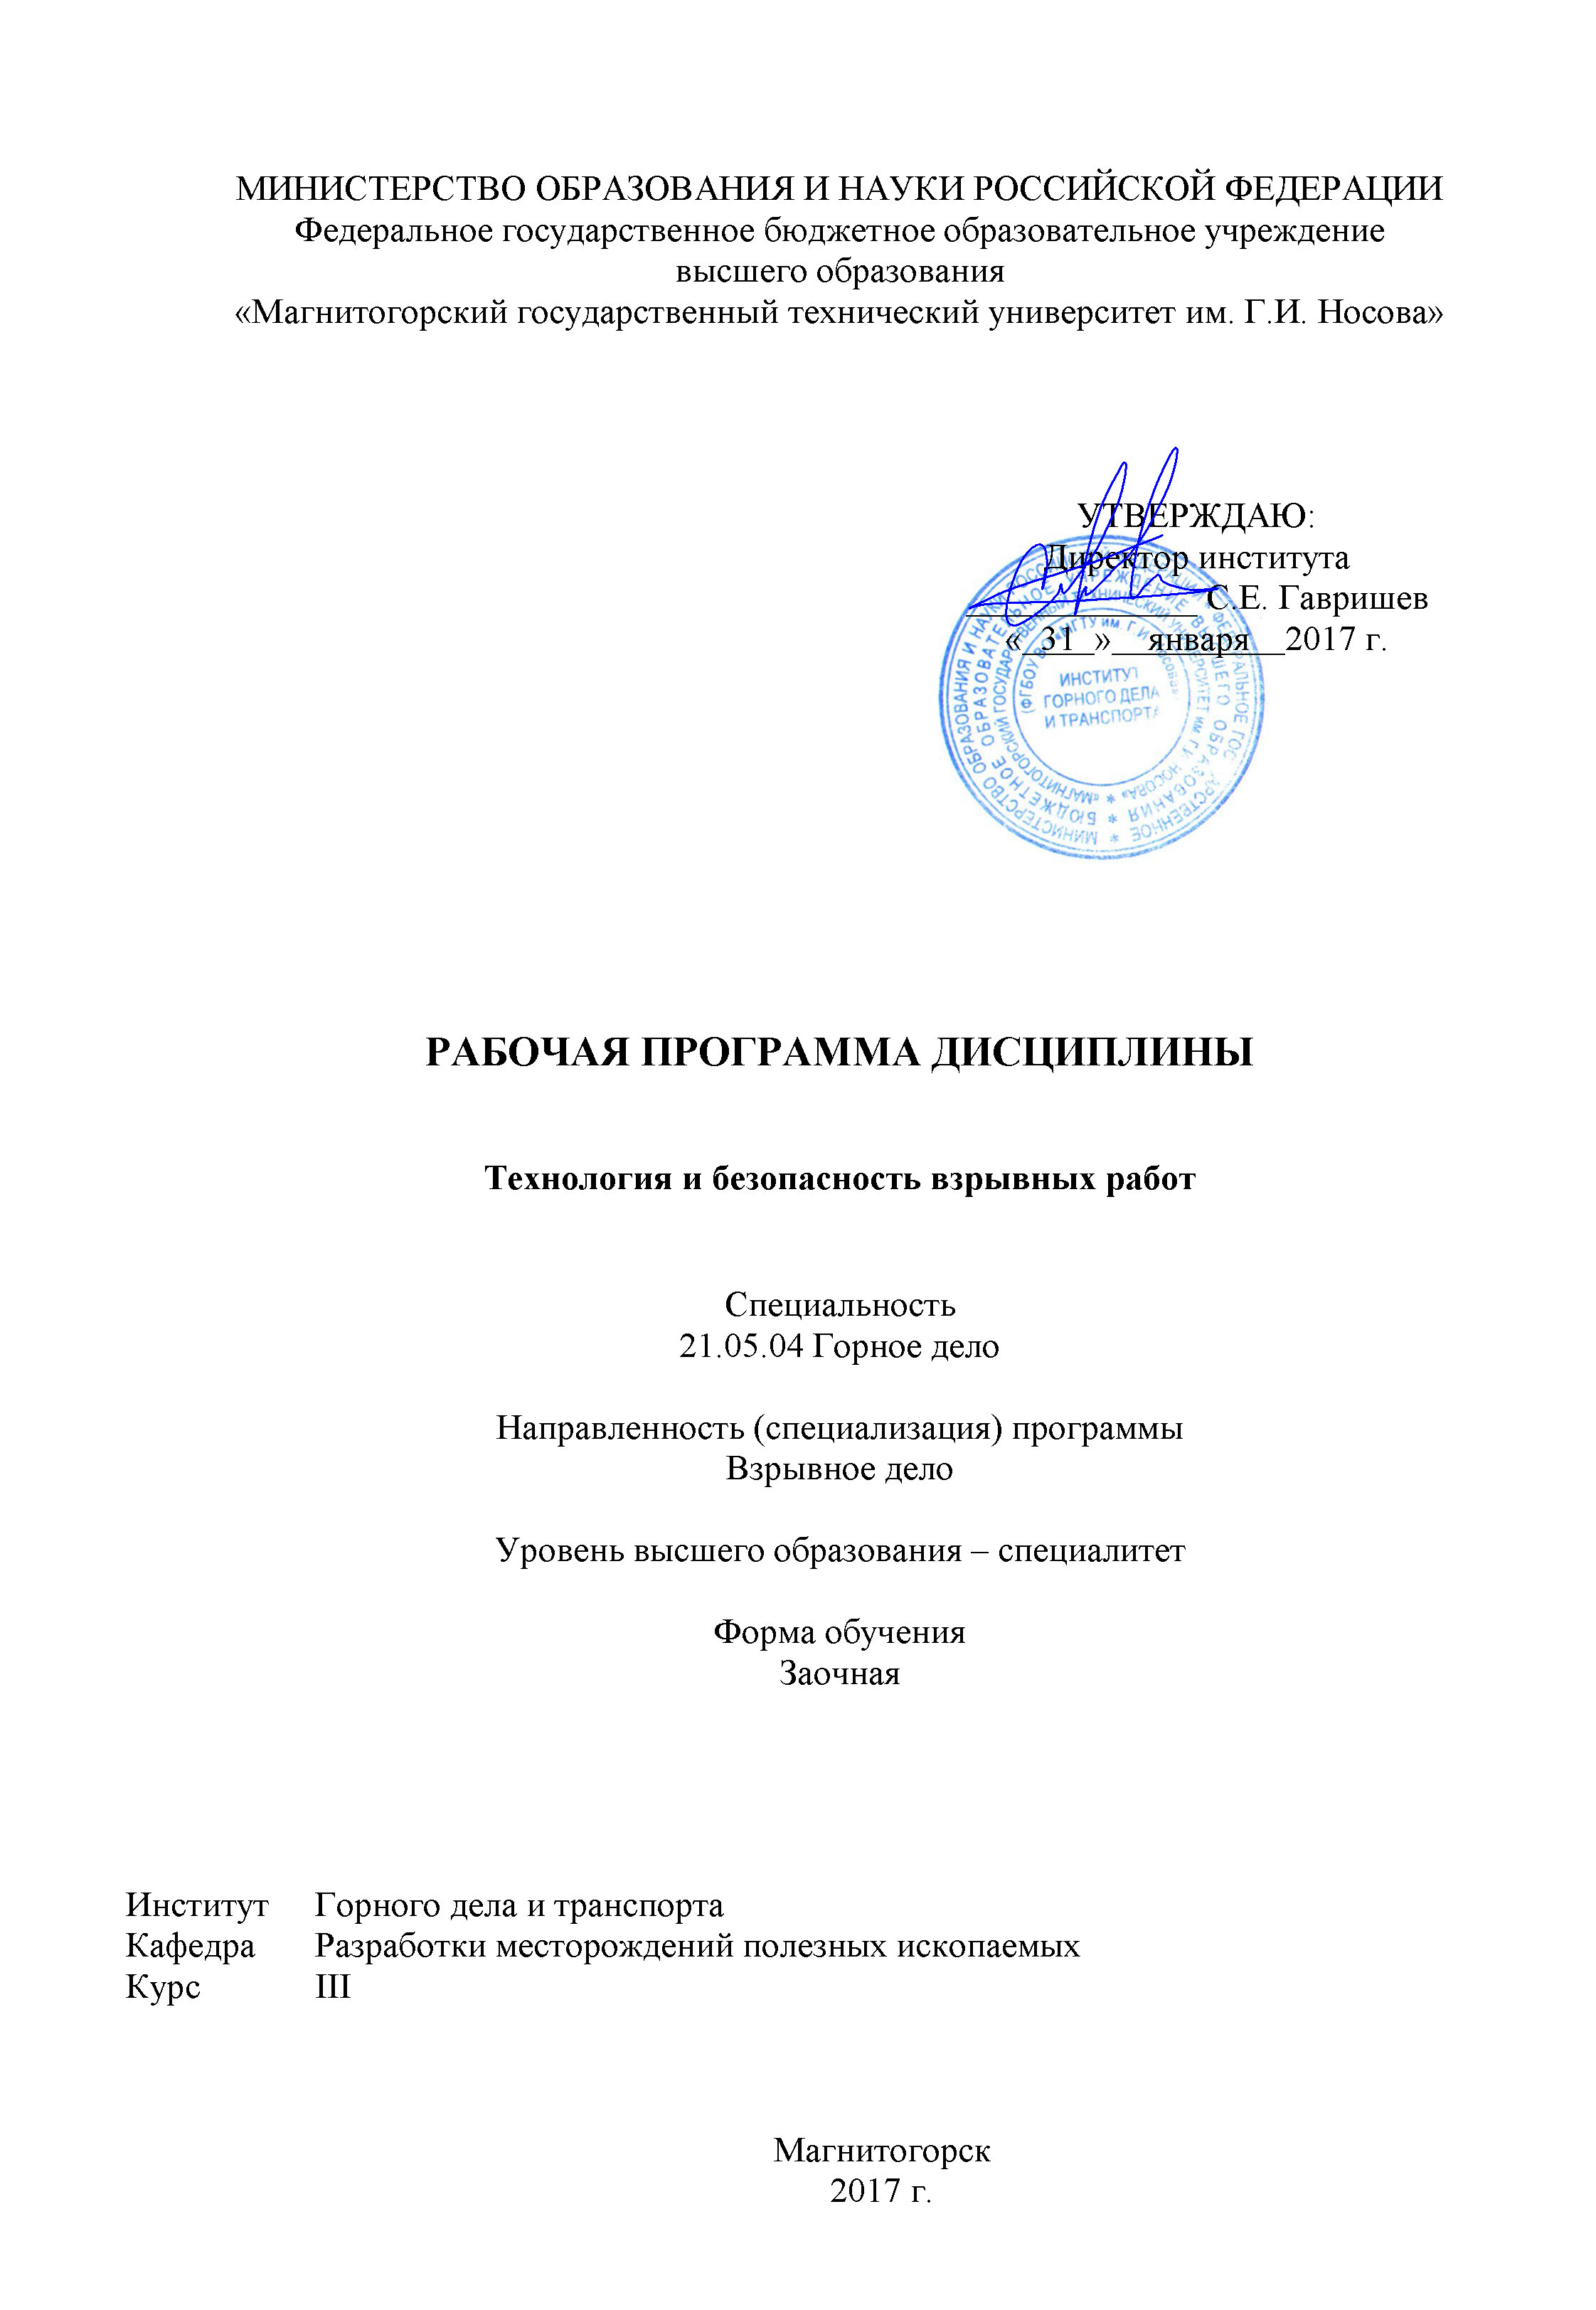 МИНИСТЕРСТВО ОБРАЗОВАНИЯ И НАУКИ РОССИЙСКОЙ ФЕДЕРАЦИИ
Федеральное государственное бюджетное образовательное учреждение
высшего образования
«Магнитогорский государственный технический университет им. Г.И. Носова»
УТВЕРЖДАЮ:
Директор института
С.Е. Гавришев
«_31_»__января__2017 г.
ИНСТИТУТ
ГОРНОГО ДЕЛА
И ТРАНСПОРТА
РАБОЧАЯ ПРОГРАММА ДИСЦИПЛИНЫ
Технология и безопасность взрывных работ
Специальность
21.05.04 Горное дело
Направленность (специализация) программы
Взрывное дело
Уровень высшего образования – специалитет
Форма обучения
Заочная
Институт Горного дела и транспорта
Кафедра Разработки месторождений полезных ископаемых
Курс III
Магнитогорск
2017 г.